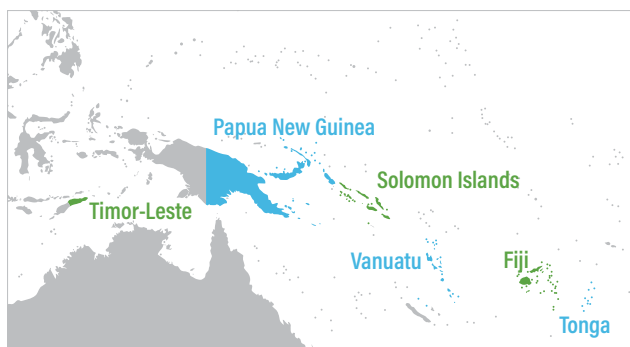 Papua New Guinea
Solomon Islands
Timor-Leste
Vanuatu
Fiji
Tonga